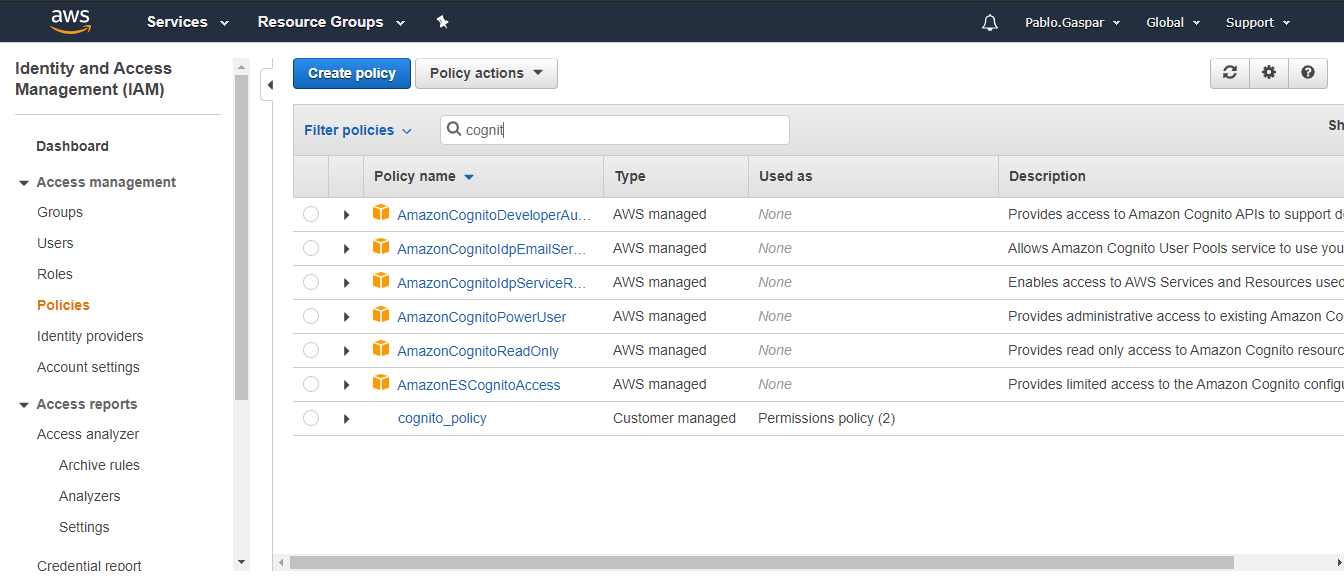 aws Services Resource Groups Pablo.Gaspar Global Support
Identity and Access
Management (IAM)
Dashboard
Access management
Groups
Users
Roles
Policies
Identity providers
Account settings
Access reports
Access analyzer
Archive rules
Analyzers
Settings
Credential report
Create policy Policy actions
Filter policies cognit Sh
Policy name Type Used as Description
AmazonCognitoDeveloperAu... AWS managed None Provides access to Amazon Cognito APIs to support d
AmazonCognitoIdpEmailSer... AWS managed None Allows Amazon Cognito User Pools service to use you
AmazonCognitoIdpServiceR... AWS managed None Enables access to AWS Services and Resources used
AmazonCognitoPowerUser AWS managed None Provides administrative access to existing Amazon Co
AmazonCognitoReadOnly AWS managed None Provides read only access to Amazon Cognito resourc
AmazonESCognitoAccess AWS managed None Provides limited access to the Amazon Cognito configu
cognito_policy Customer managed Permissions policy (2)